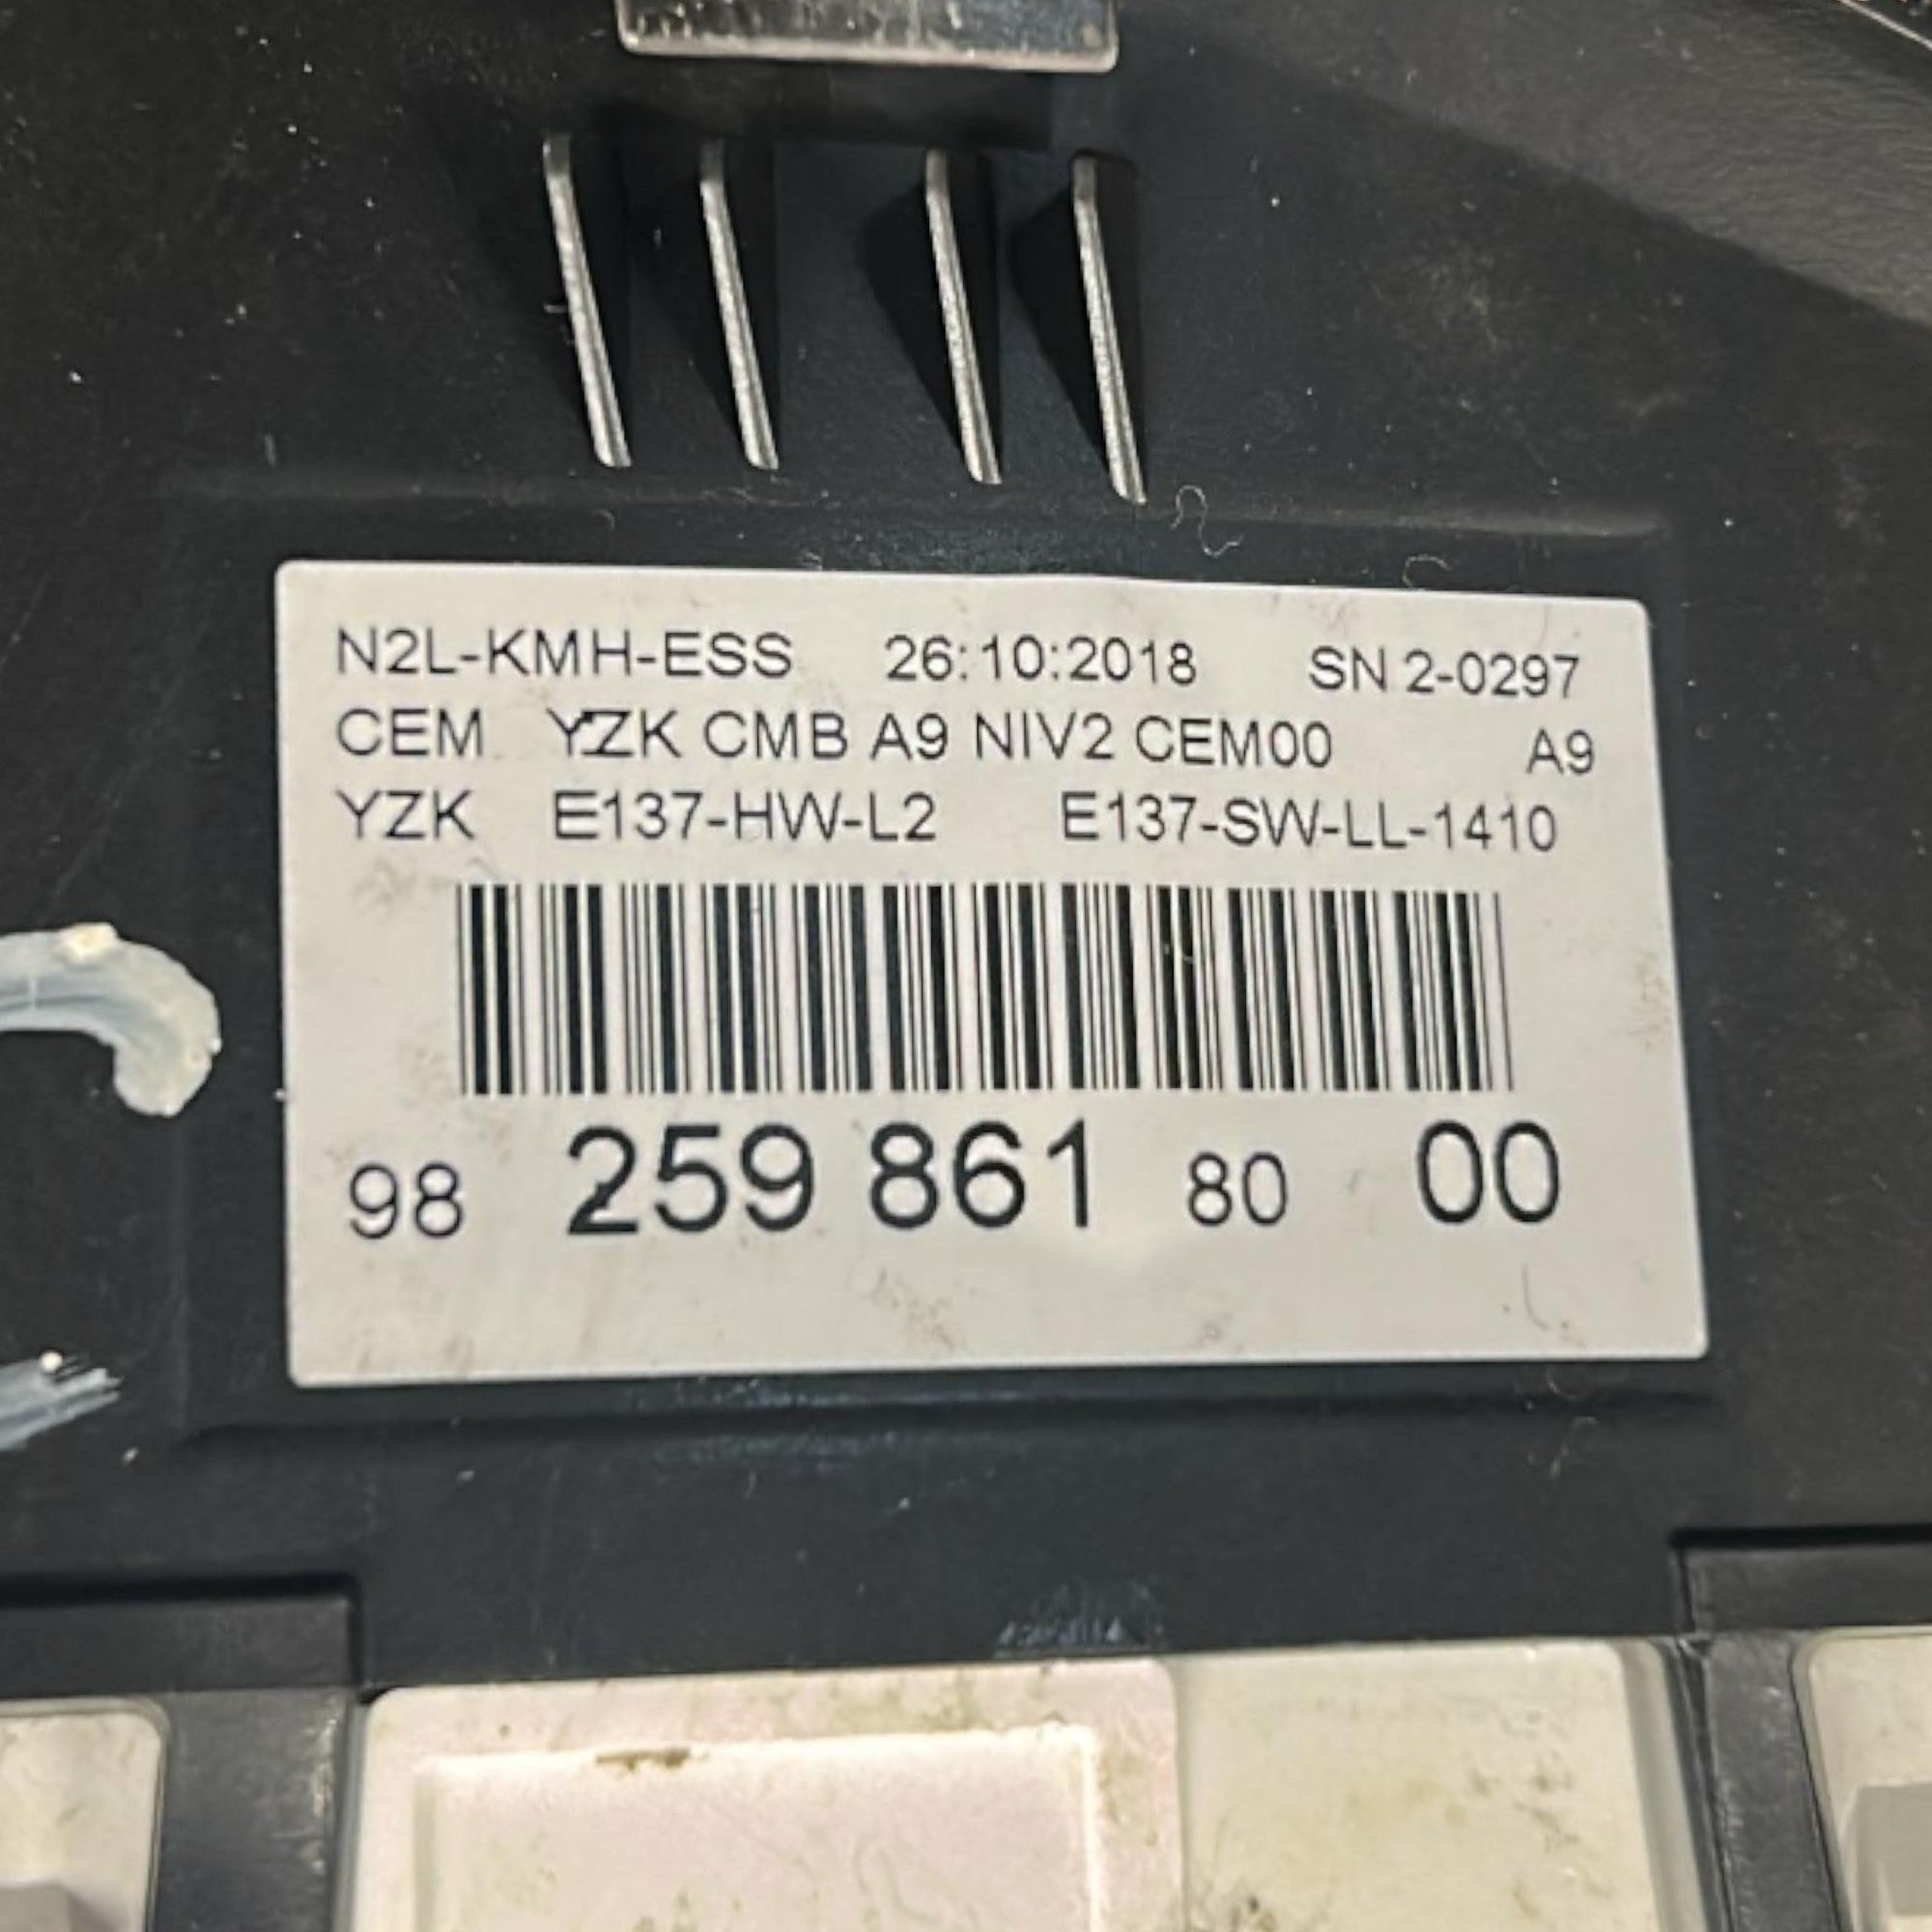 N2L-KMH-ESS 26:10:2018 SN 2-0297
CEM YZK CMB A9 NIV2 CEM00 A9
YZK E137-HW-L2 E137-SW-LL-1410
98 259 861 80 00